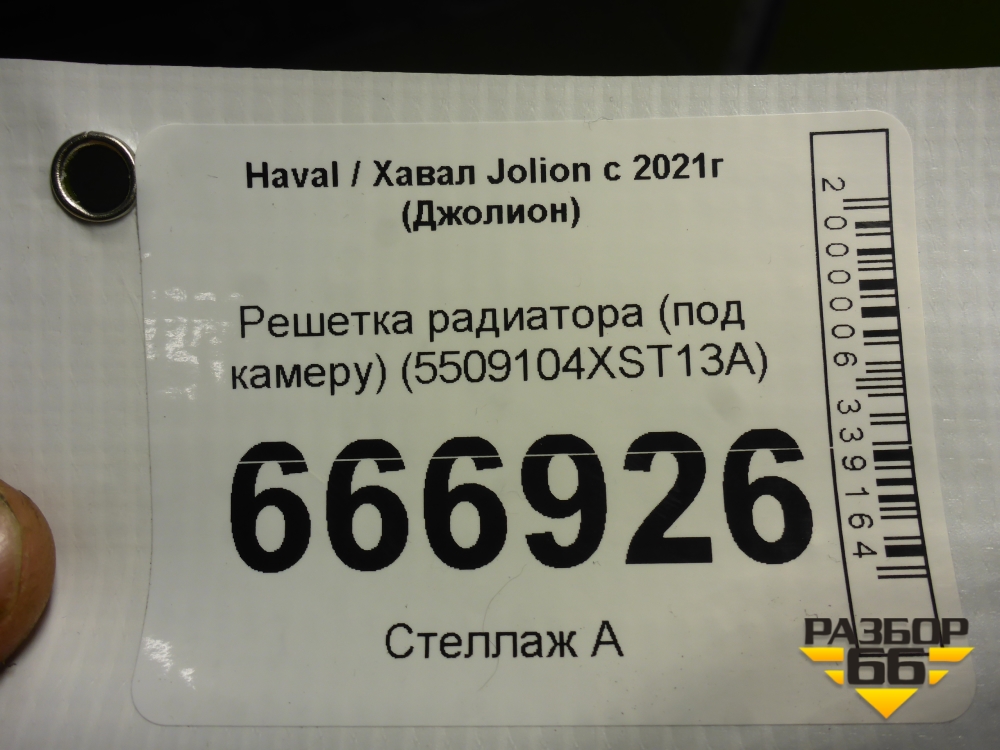 Haval / Хавал Jolion с 2021г
(Джолион)
Решетка радиатора (под
камеру) (5509104XST13A)
666926
Стеллаж А
2000006339164
РАЗБОР
66